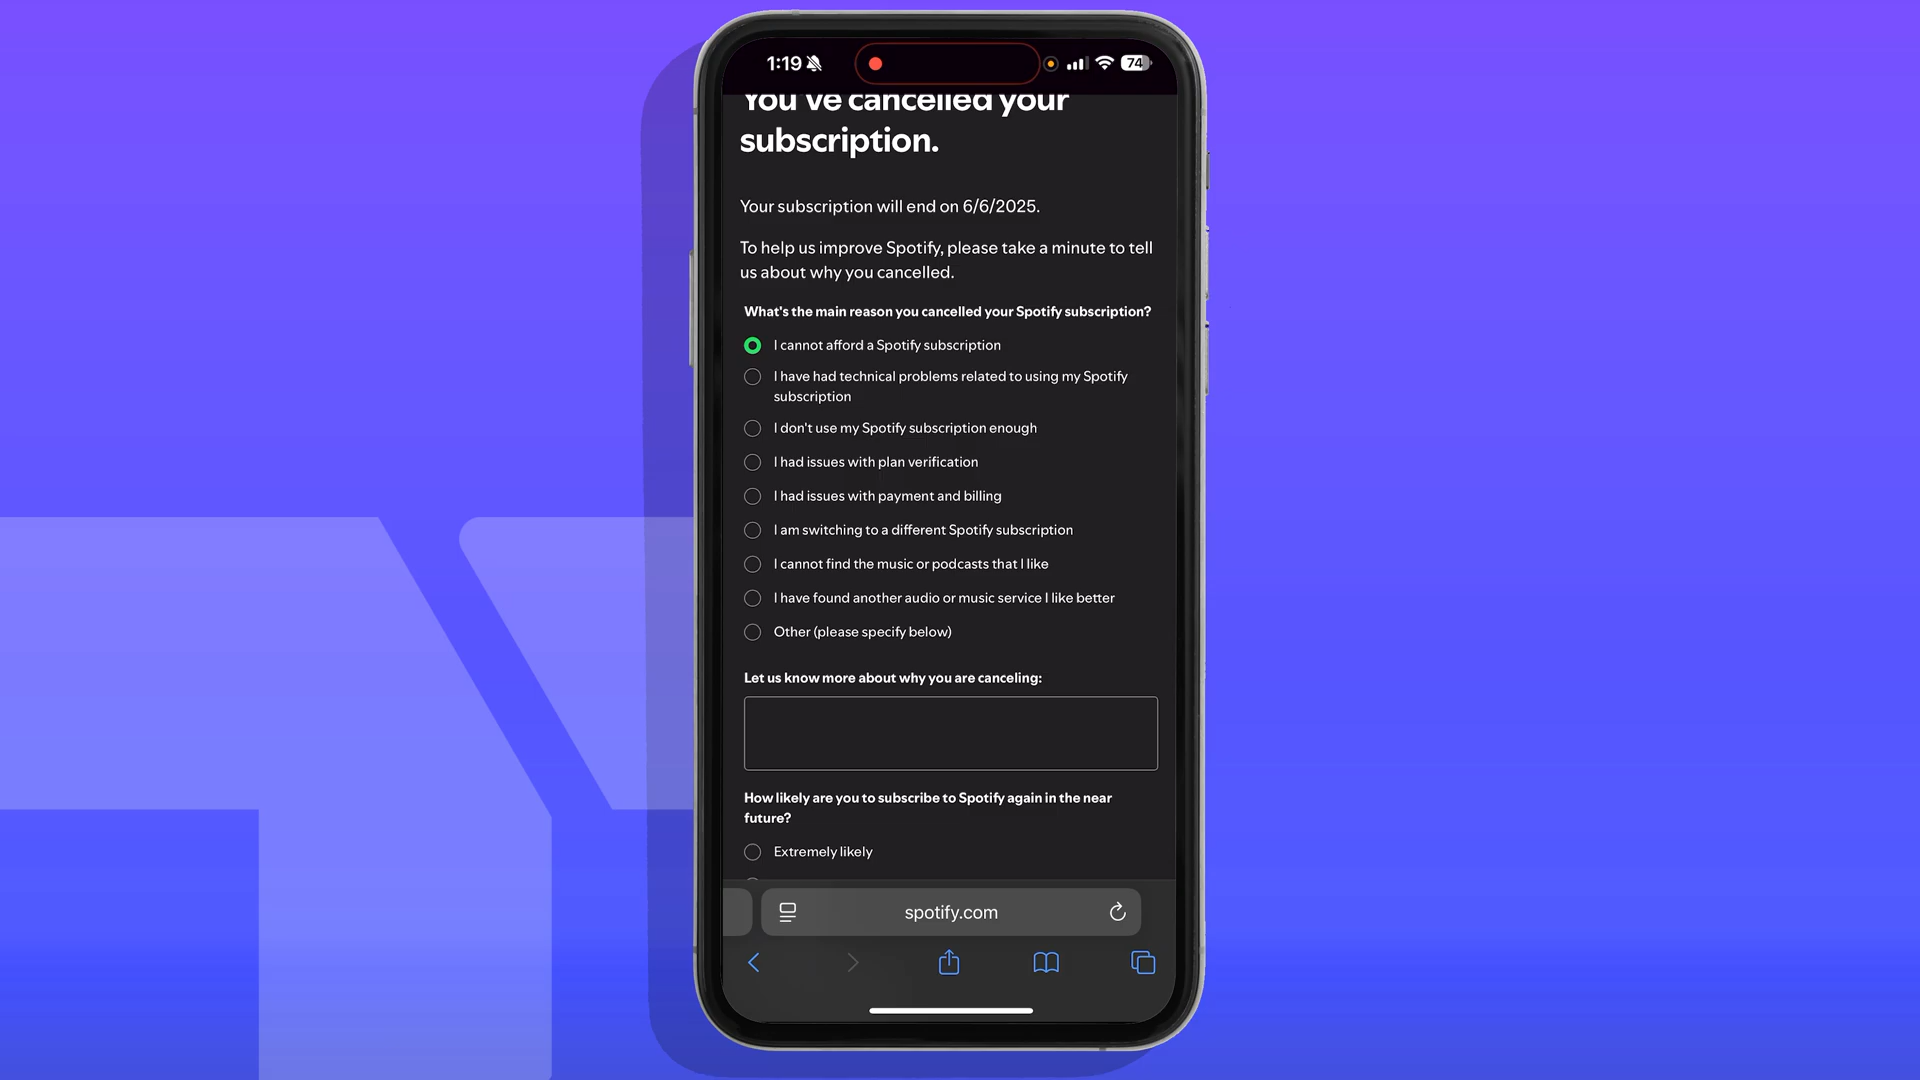 1:19
74
You've cancelled your
subscription.
Your subscription will end on 6/6/2025.
To help us improve Spotify, please take a minute to tell
us about why you cancelled.
What's the main reason you cancelled your Spotify subscription?
I cannot afford a Spotify subscription
I have had technical problems related to using my Spotify
subscription
I don't use my Spotify subscription enough
I had issues with plan verification
I had issues with payment and billing
I am switching to a different Spotify subscription
I cannot find the music or podcasts that I like
I have found another audio or music service I like better
Other (please specify below)
Let us know more about why you are canceling:
How likely are you to subscribe to Spotify again in the near
future?
Extremely likely
spotify.com